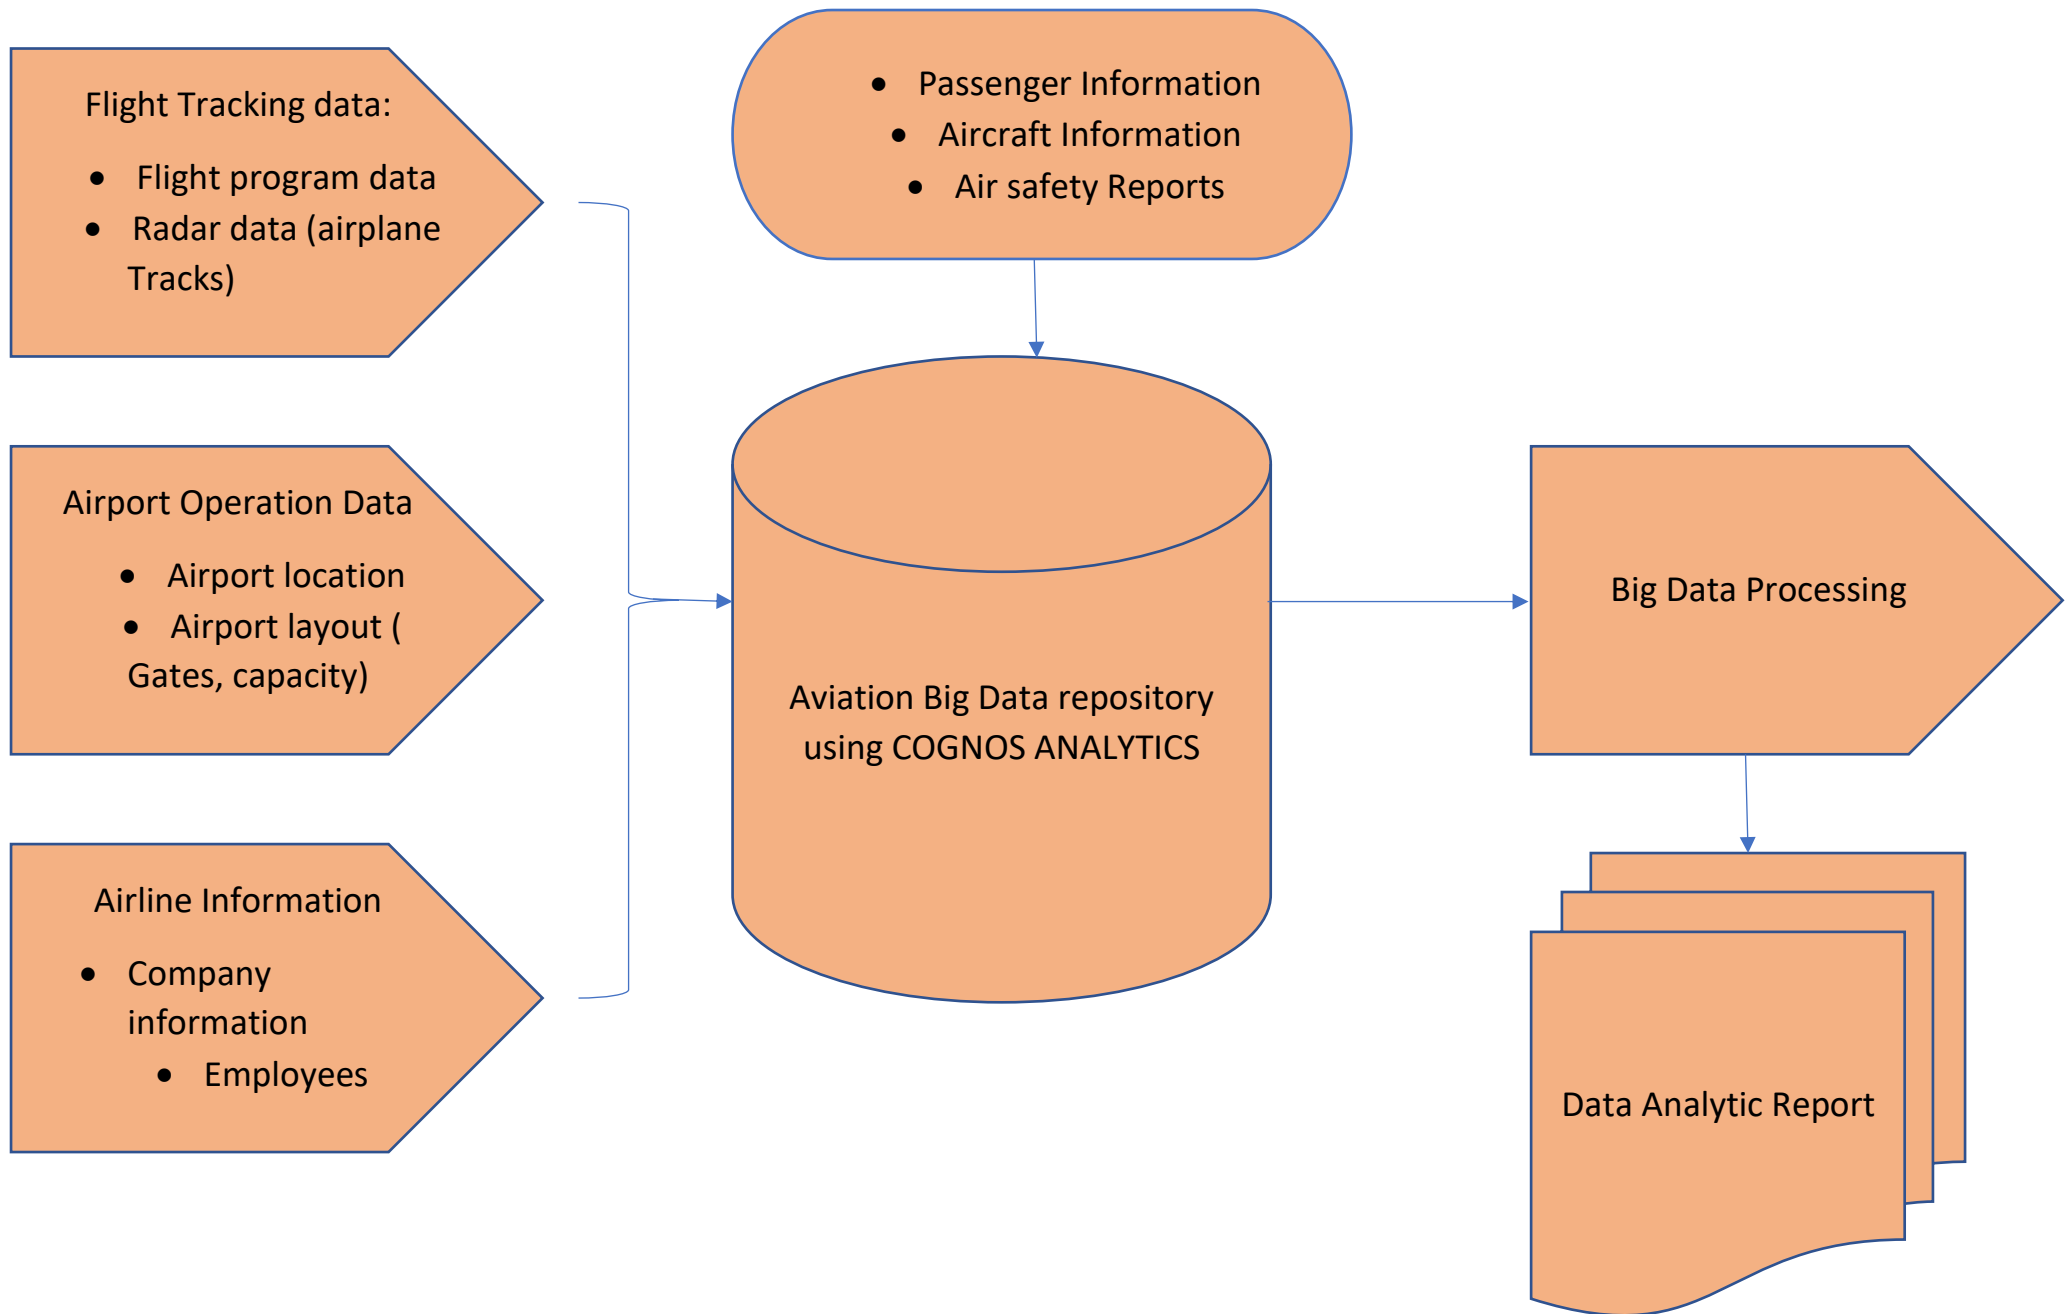 Flight Tracking data:
• Flight program data
• Radar data (airplane
Tracks)
• Passenger Information
• Aircraft Information
• Air safety Reports
Airport Operation Data
• Airport location
• Airport layout (
Gates, capacity)
Aviation Big Data repository
using COGNOS ANALYTICS
Big Data Processing
Airline Information
• Company
information
• Employees
Data Analytic Report